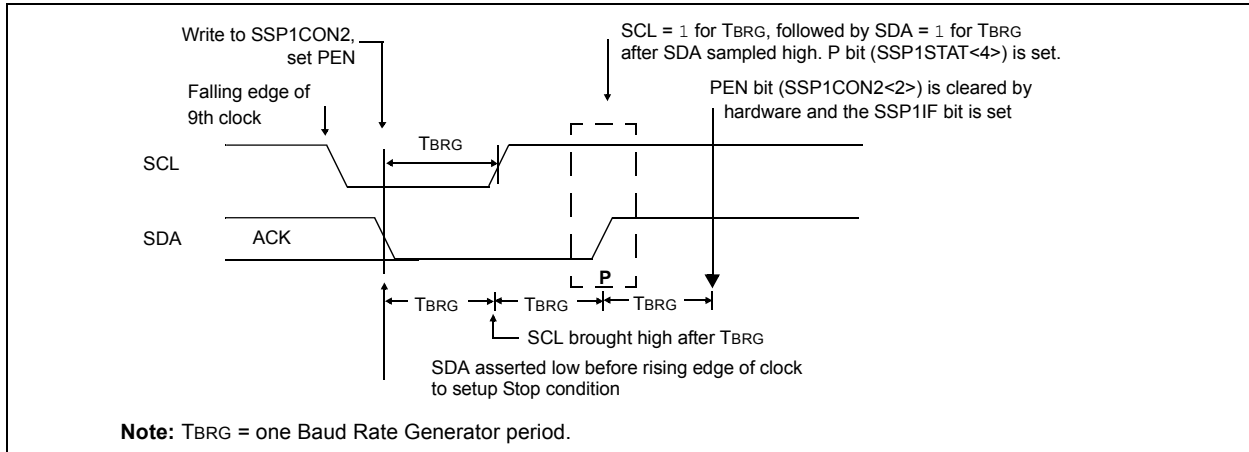 Write to SSP1CON2,
set PEN
SCL = 1 for TBRG, followed by SDA = 1 for TBRG
after SDA sampled high. P bit (SSP1STAT<4>) is set.
Falling edge of
9th clock
PEN bit (SSP1CON2<2>) is cleared by
hardware and the SSP1IF bit is set
TBRG
SCL
SDA
ACK
P
TBRG
TBRG
TBRG
SCL brought high after TBRG
SDA asserted low before rising edge of clock
to setup Stop condition
Note: TBRG = one Baud Rate Generator period.